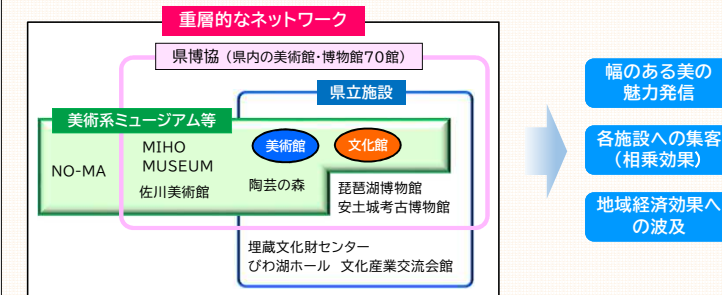 重層的なネットワーク
県博協（県内の美術館・博物館70館）
県立施設
美術系ミュージアム等
NO-MA
MIHO
MUSEUM
佐川美術館
美術館
文化館
陶芸の森
琵琶湖博物館
安土城考古博物館
埋蔵文化財センター
びわ湖ホール 文化産業交流会館
幅のある美の
魅力発信
各施設への集客
（相乗効果）
地域経済効果へ
の波及